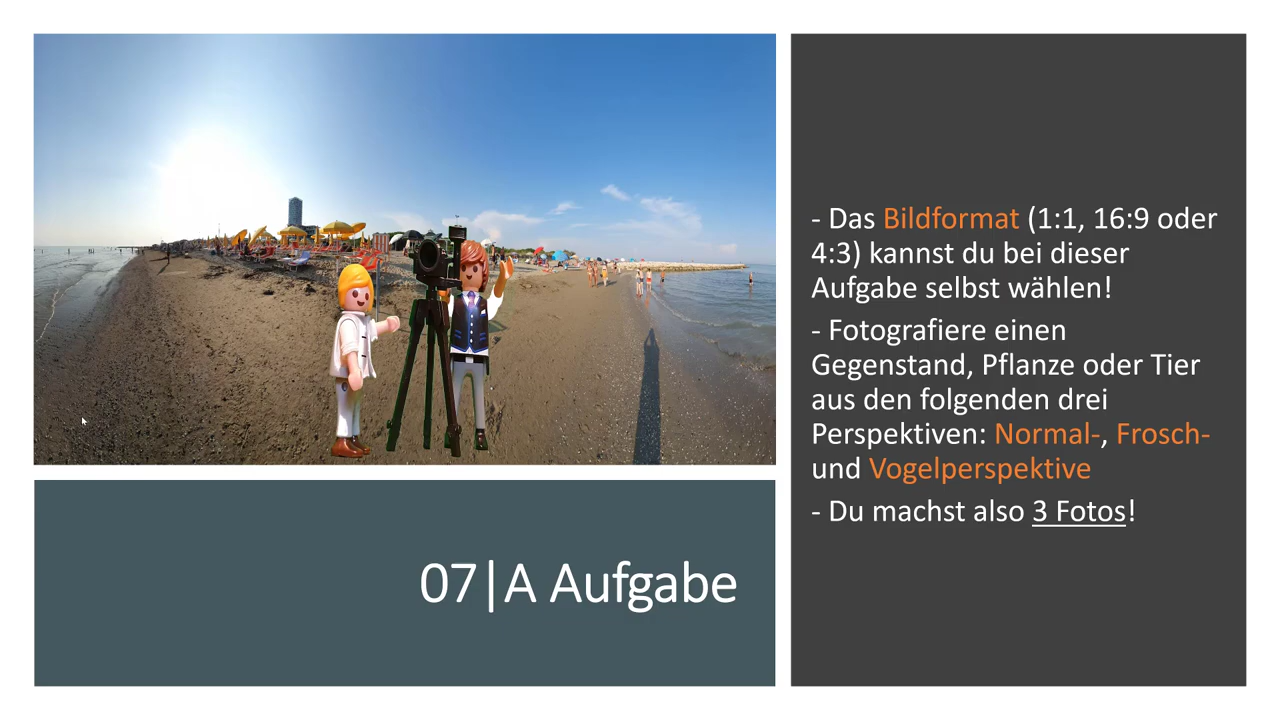 - Das Bildformat (1:1, 16:9 oder
4:3) kannst du bei dieser
Aufgabe selbst wählen!
- Fotografiere einen
Gegenstand, Pflanze oder Tier
aus den folgenden drei
Perspektiven: Normal-, Frosch-
und Vogelperspektive
- Du machst also 3 Fotos!
07|A Aufgabe